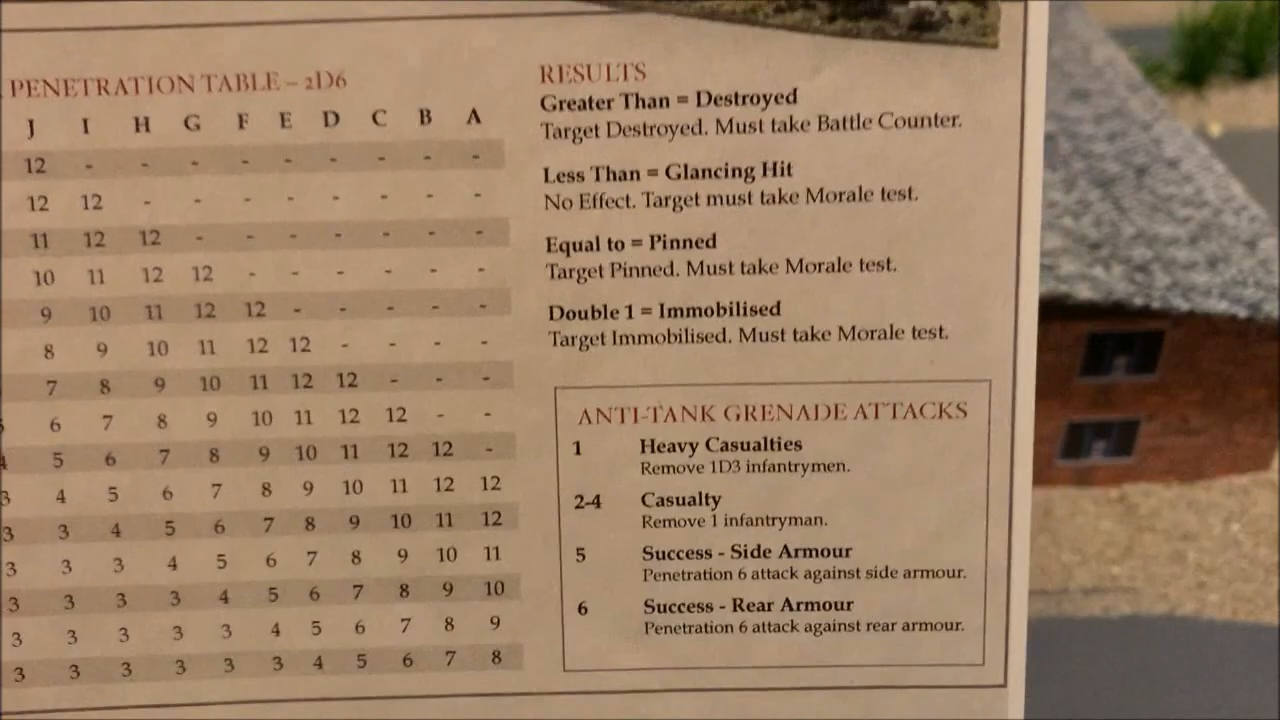 PENETRATION TABLE – 2D6
J I H G F E D C B A
12 - - - - - - - - -
12 12 - - - - - - - -
11 12 12 - - - - - - -
10 11 12 12 - - - - - -
9 10 11 12 12 - - - - -
8 9 10 11 12 12 - - - -
7 8 9 10 11 12 12 - - -
6 7 8 9 10 11 12 12 - -
5 6 7 8 9 10 11 12 12 -
3 4 5 6 7 8 9 10 11 12 12
3 3 4 5 6 7 8 9 10 11 12
3 3 3 4 5 6 7 8 9 10 11
3 3 3 3 4 5 6 7 8 9 10
3 3 3 3 3 4 5 6 7 8 9
3 3 3 3 3 3 4 5 6 7 8
RESULTS
Greater Than = Destroyed
Target Destroyed. Must take Battle Counter.
Less Than = Glancing Hit
No Effect. Target must take Morale test.
Equal to = Pinned
Target Pinned. Must take Morale test.
Double 1 = Immobilised
Target Immobilised. Must take Morale test.
ANTI-TANK GRENADE ATTACKS
1 Heavy Casualties
Remove 1D3 infantrymen.
2-4 Casualty
Remove 1 infantryman.
5 Success - Side Armour
Penetration 6 attack against side armour.
6 Success - Rear Armour
Penetration 6 attack against rear armour.